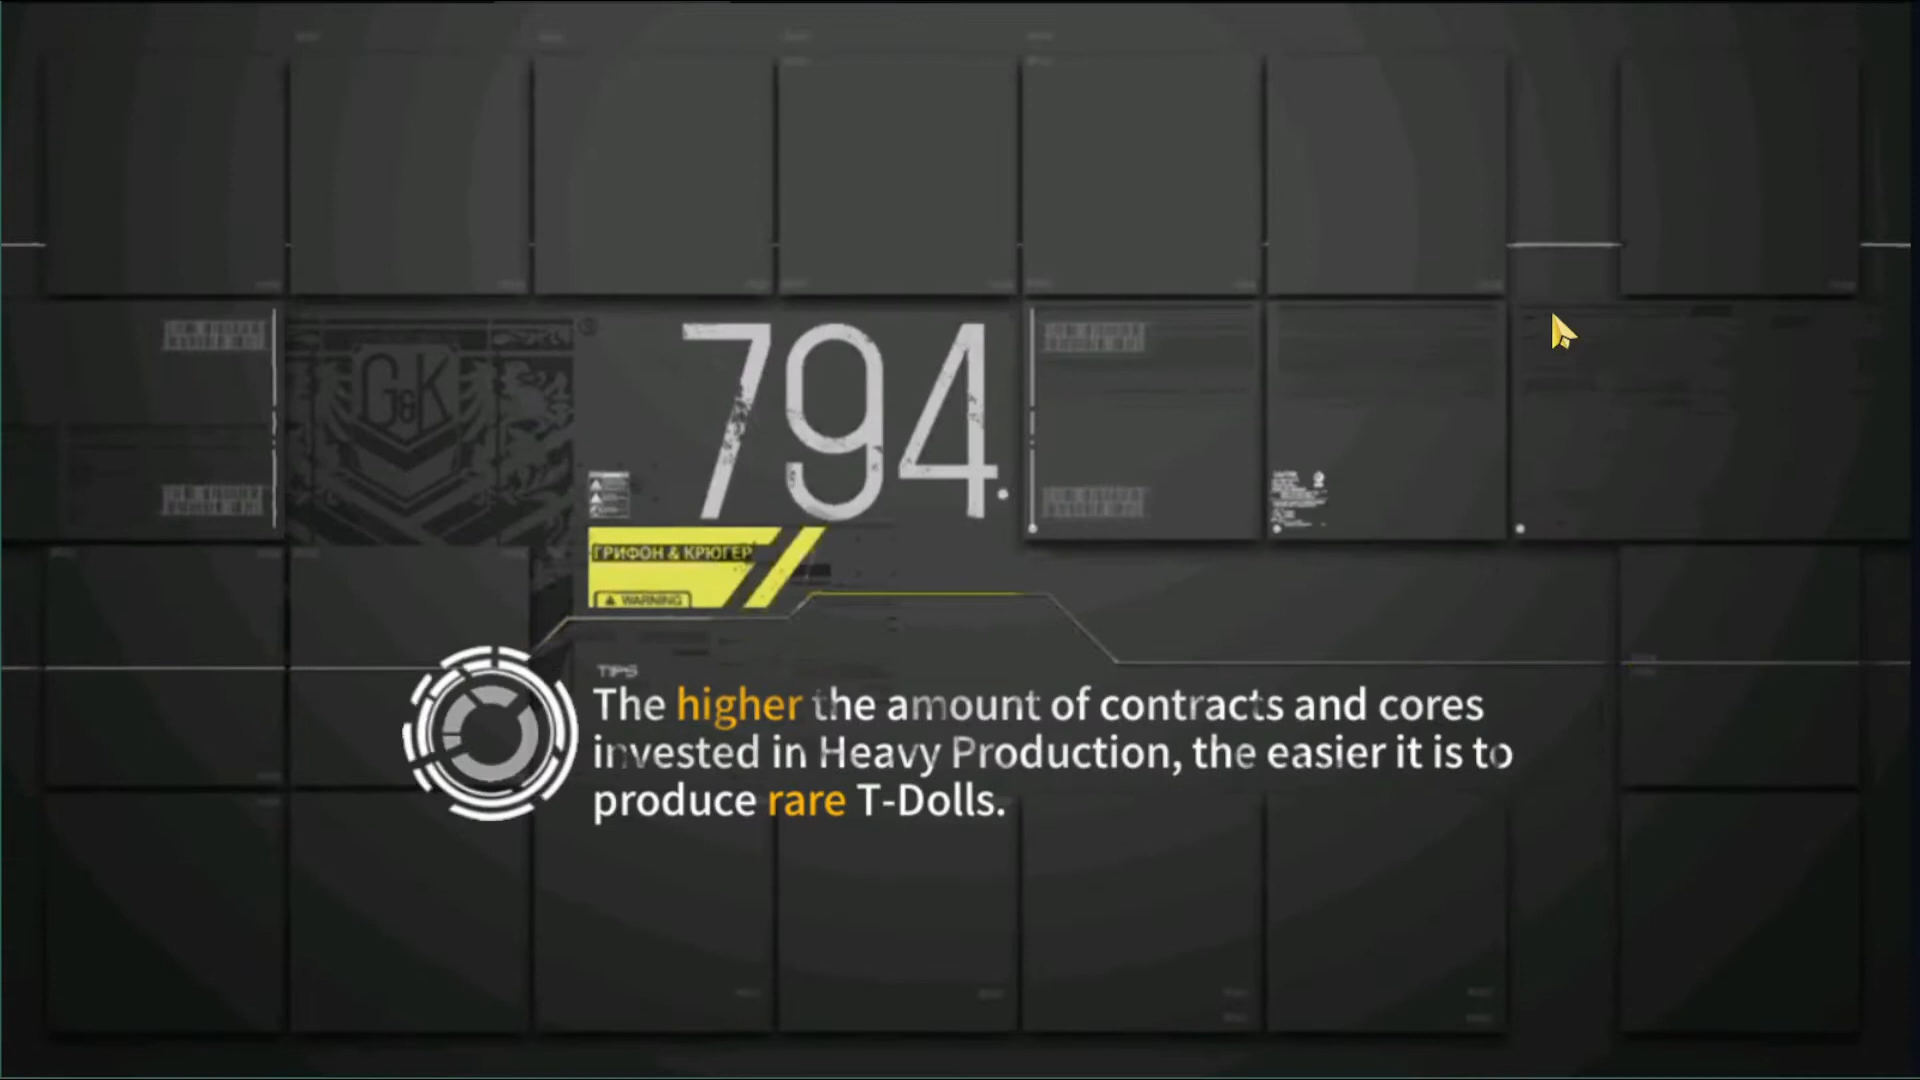 G&K
794.
ГРИФОН & КРЮГЕР
WARNING
TIPS
The higher the amount of contracts and cores
invested in Heavy Production, the easier it is to
produce rare T-Dolls.